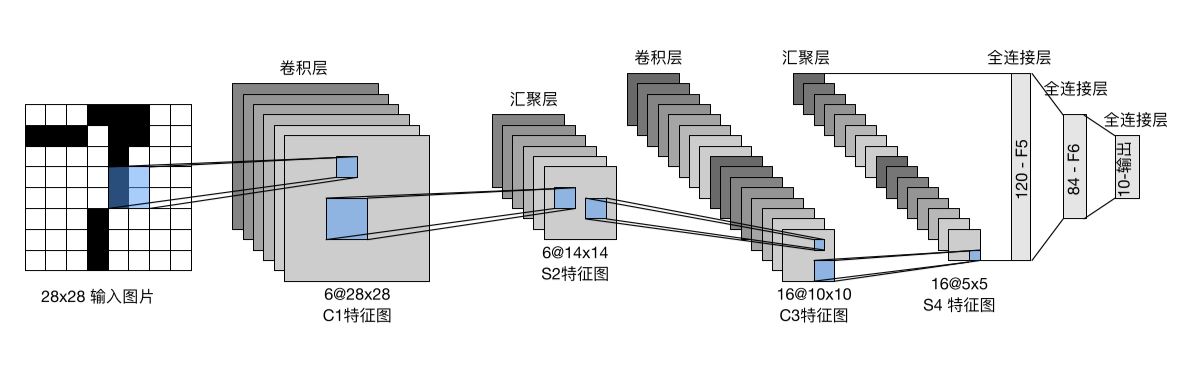 28x28 输入图片
卷积层
6@28x28
C1特征图
汇聚层
6@14x14
S2特征图
卷积层
16@10x10
C3特征图
汇聚层
16@5x5
S4 特征图
全连接层
120 - F5
全连接层
84 - F6
全连接层
10-输出